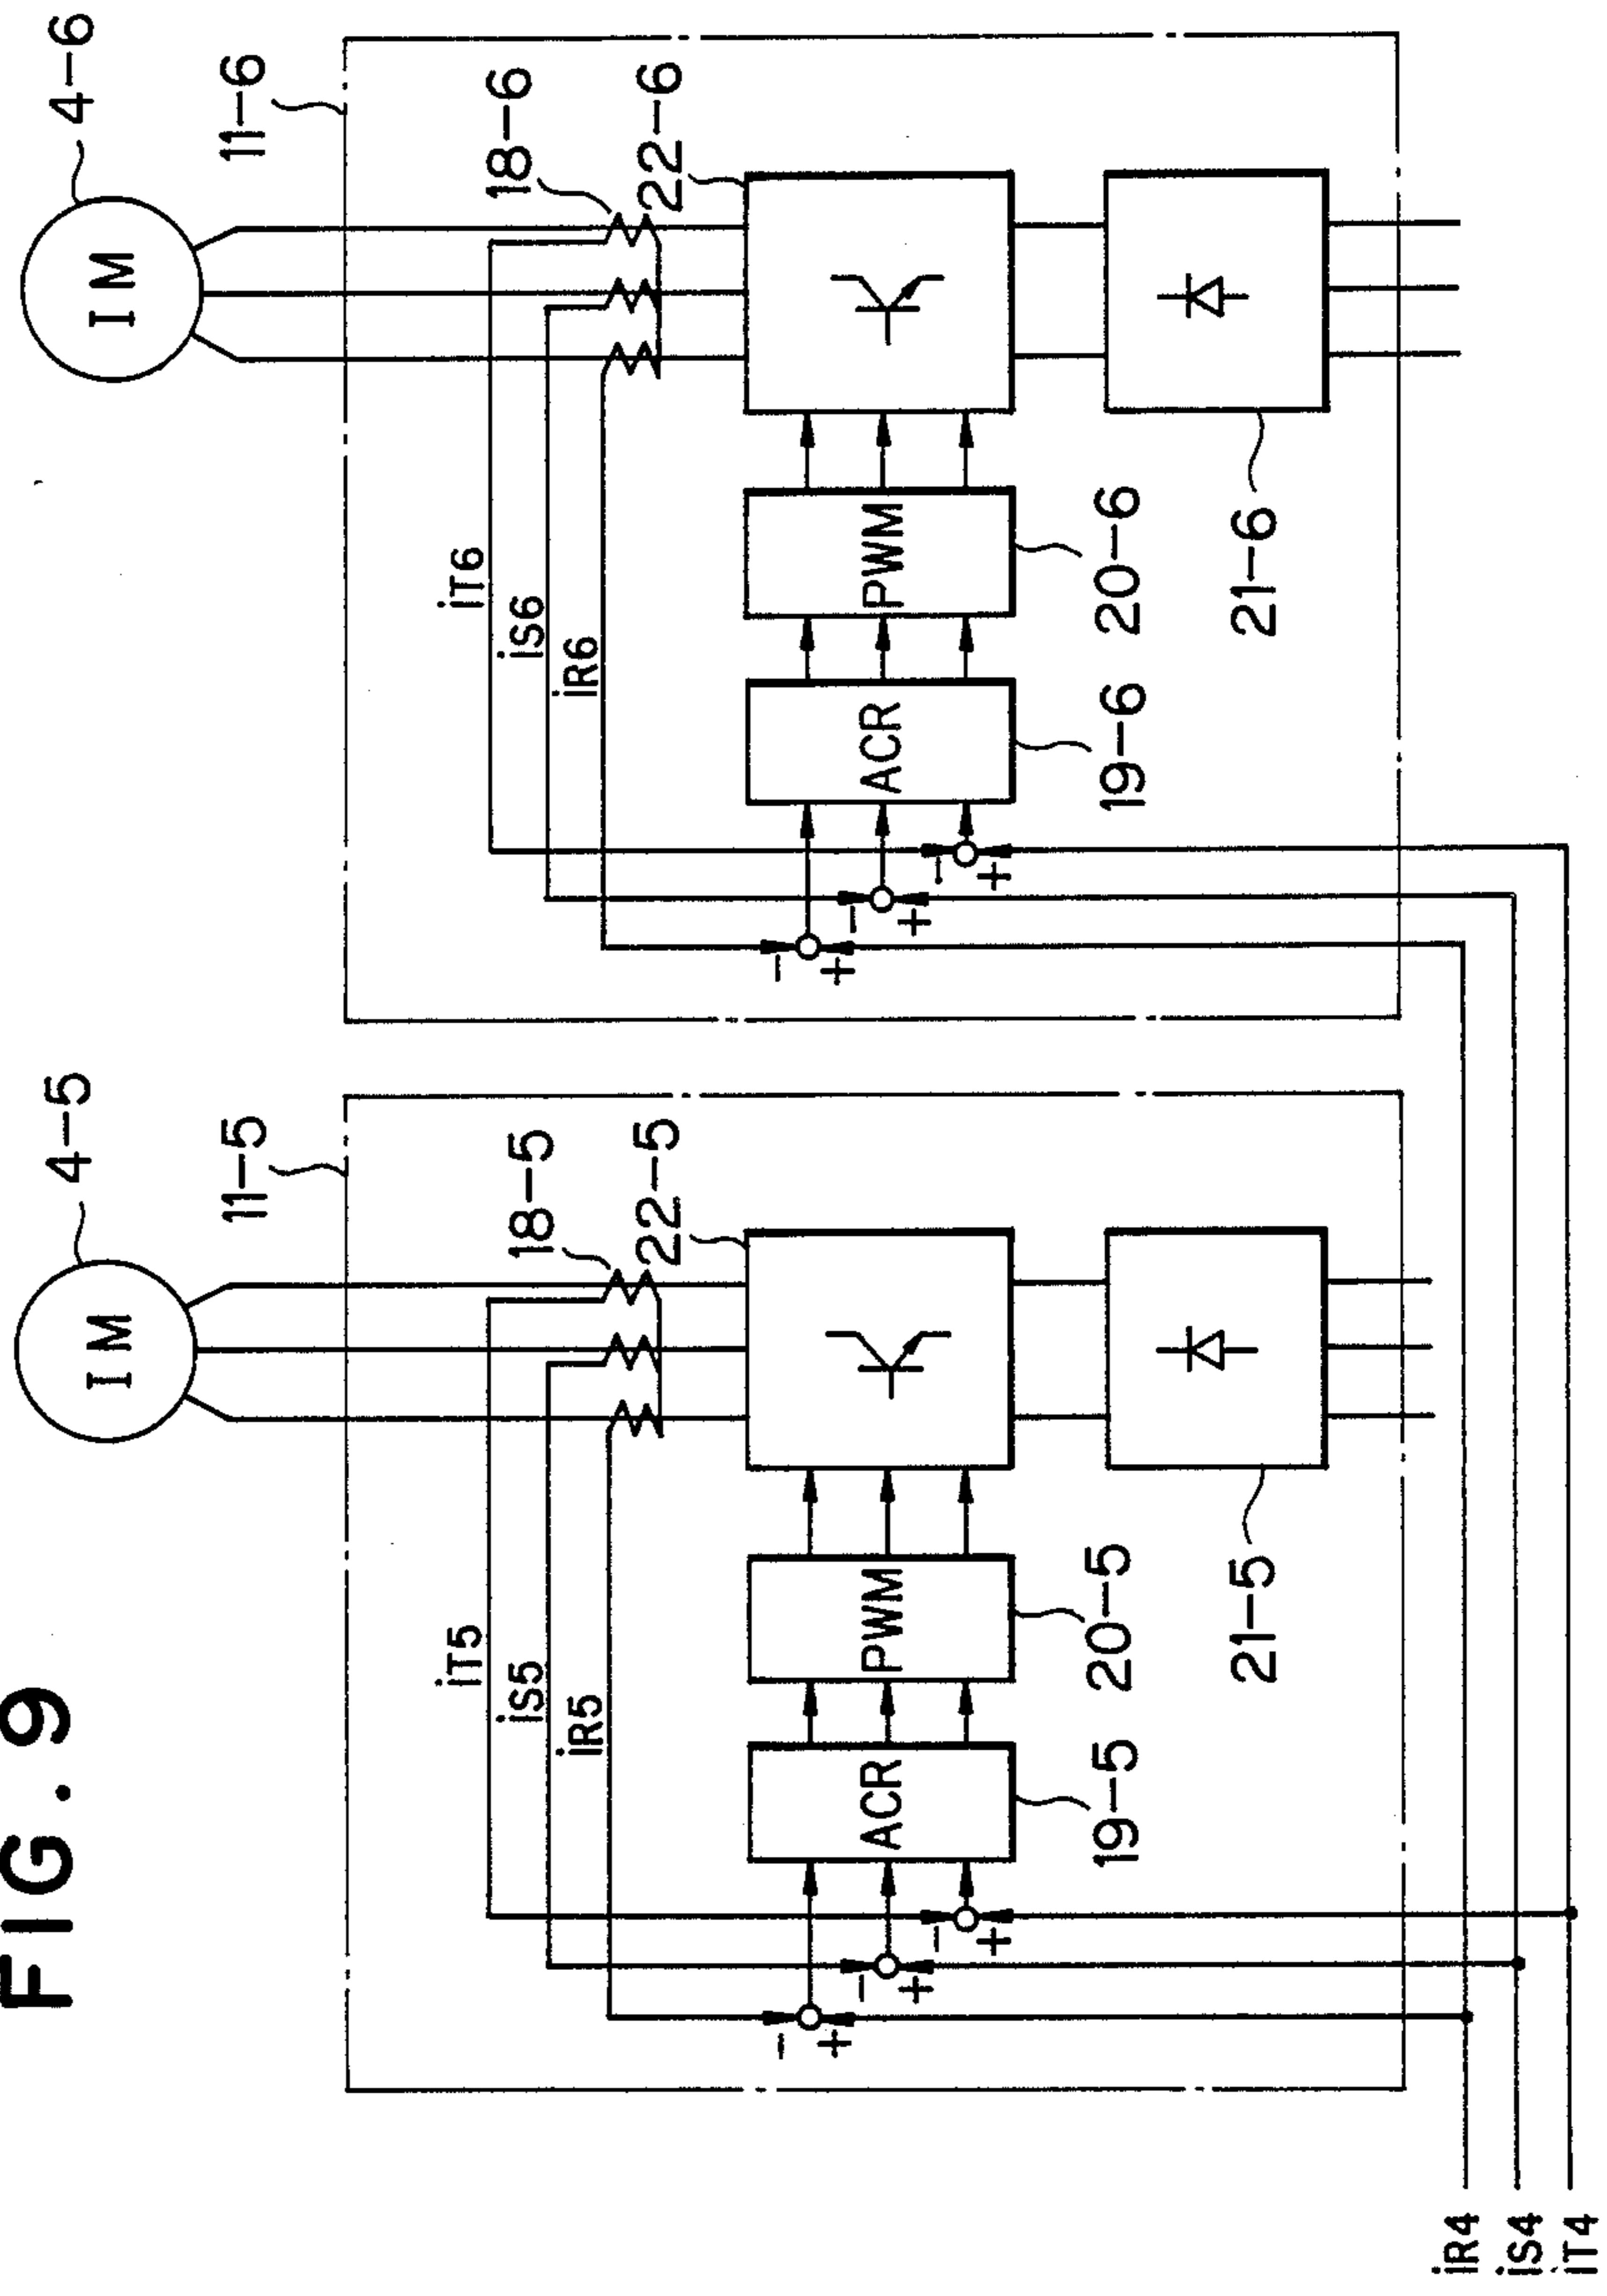 FIG. 9
4-5
IM
11-5
18-5
22-5
iT5
iS5
iR5
ACR
PWM
19-5
20-5
21-5
- + - + - +
4-6
IM
11-6
18-6
22-6
iT6
iS6
iR6
ACR
PWM
19-6
20-6
21-6
- + - + - +
iR4
iS4
iT4